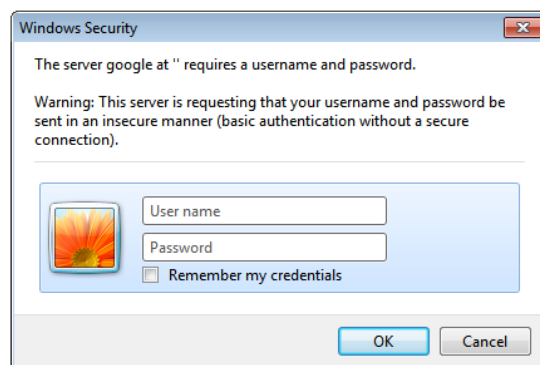 Windows Security
The server google at '' requires a username and password.
Warning: This server is requesting that your username and password be
sent in an insecure manner (basic authentication without a secure
connection).
User name
Password
Remember my credentials
OK Cancel